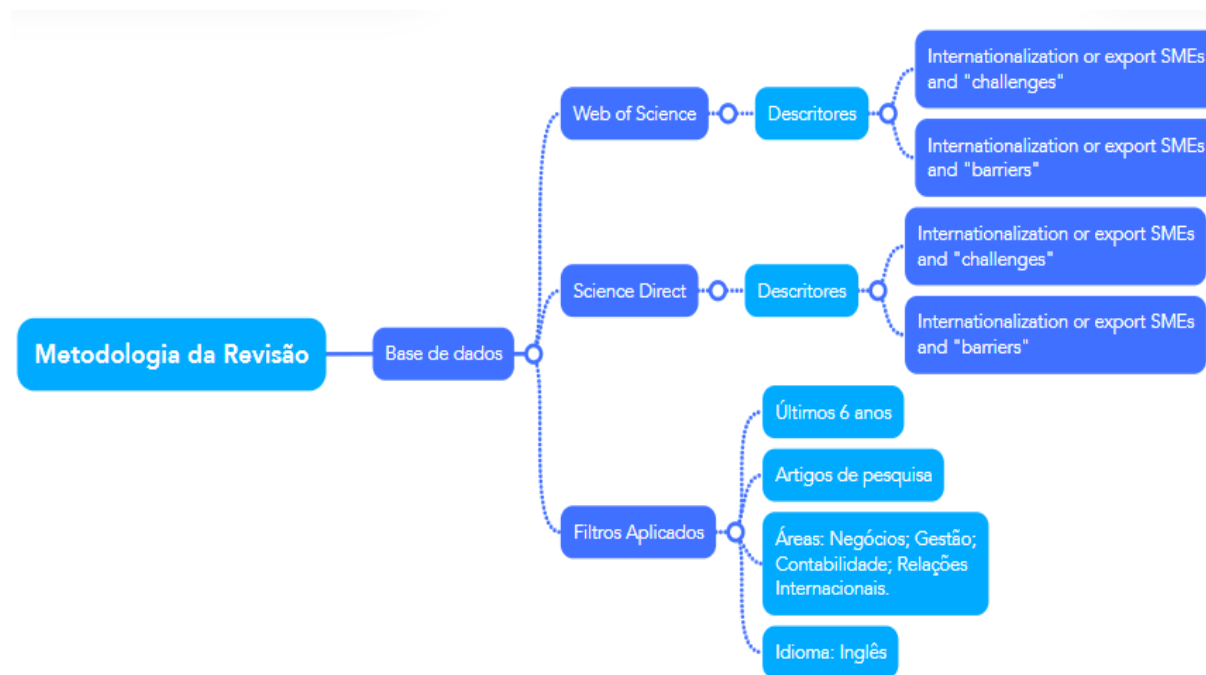 Metodologia da Revisão
Base de dados
Web of Science
Descritores
Internationalization or export SMEs
and "challenges"
Internationalization or export SMEs
and "barriers"
Science Direct
Descritores
Internationalization or export SMEs
and "challenges"
Internationalization or export SMEs
and "barriers"
Filtros Aplicados
Últimos 6 anos
Artigos de pesquisa
Áreas: Negócios; Gestão;
Contabilidade; Relações
Internacionais.
Idioma: Inglês